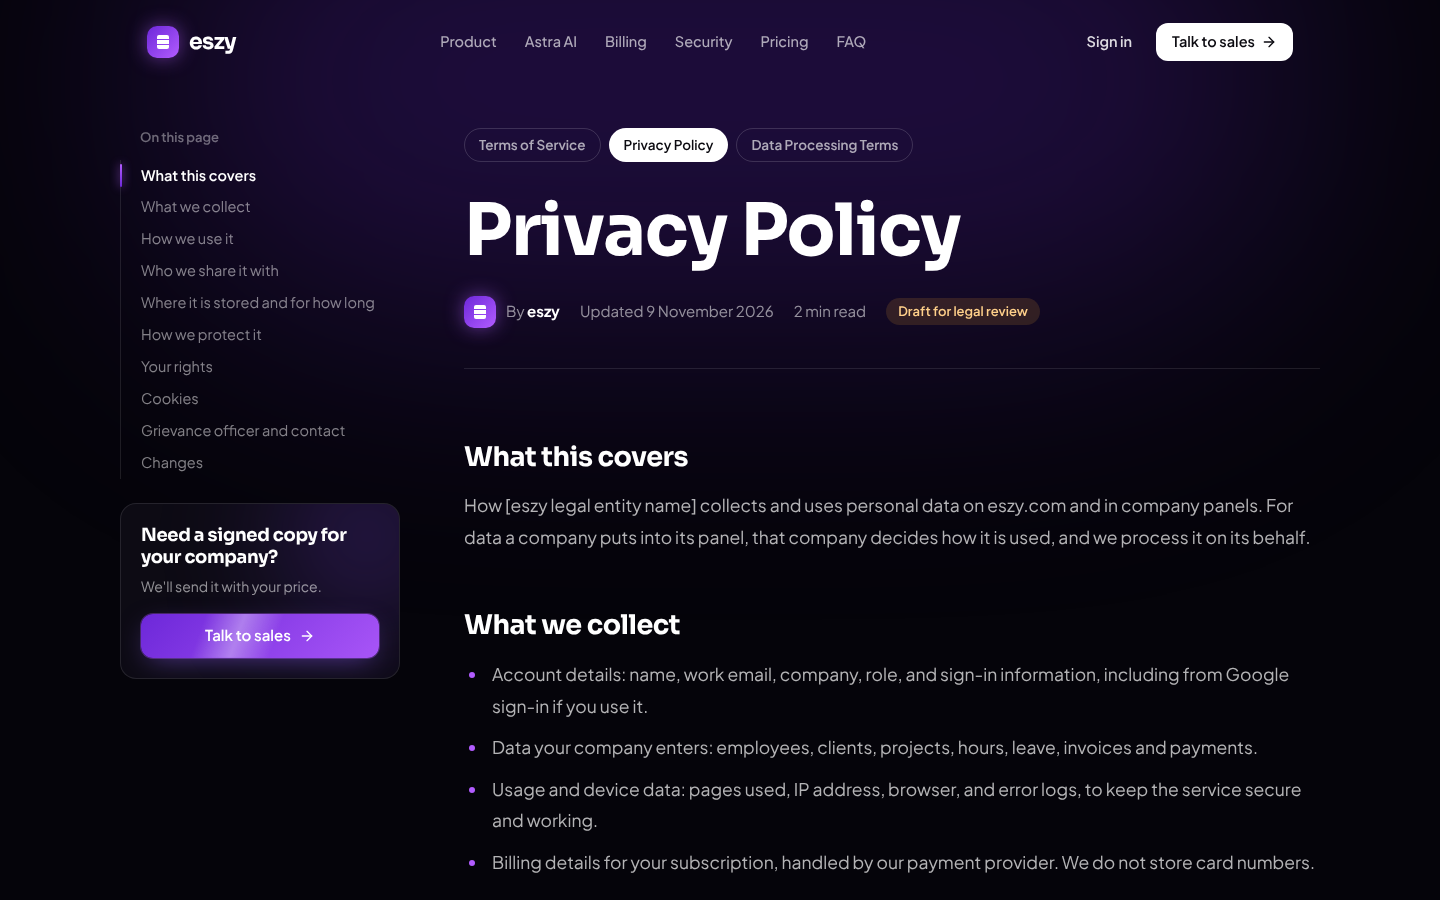 eszy
Product
Astra AI
Billing
Security
Pricing
FAQ
Sign in
Talk to sales
On this page
What this covers
What we collect
How we use it
Who we share it with
Where it is stored and for how long
How we protect it
Your rights
Cookies
Grievance officer and contact
Changes
Need a signed copy for
your company?
We'll send it with your price.
Talk to sales
Terms of Service
Privacy Policy
Data Processing Terms
Privacy Policy
By eszy
Updated 9 November 2026
2 min read
Draft for legal review
What this covers
How [eszy legal entity name] collects and uses personal data on eszy.com and in company panels. For
data a company puts into its panel, that company decides how it is used, and we process it on its behalf.
What we collect
Account details: name, work email, company, role, and sign-in information, including from Google
sign-in if you use it.
Data your company enters: employees, clients, projects, hours, leave, invoices and payments.
Usage and device data: pages used, IP address, browser, and error logs, to keep the service secure
and working.
Billing details for your subscription, handled by our payment provider. We do not store card numbers.